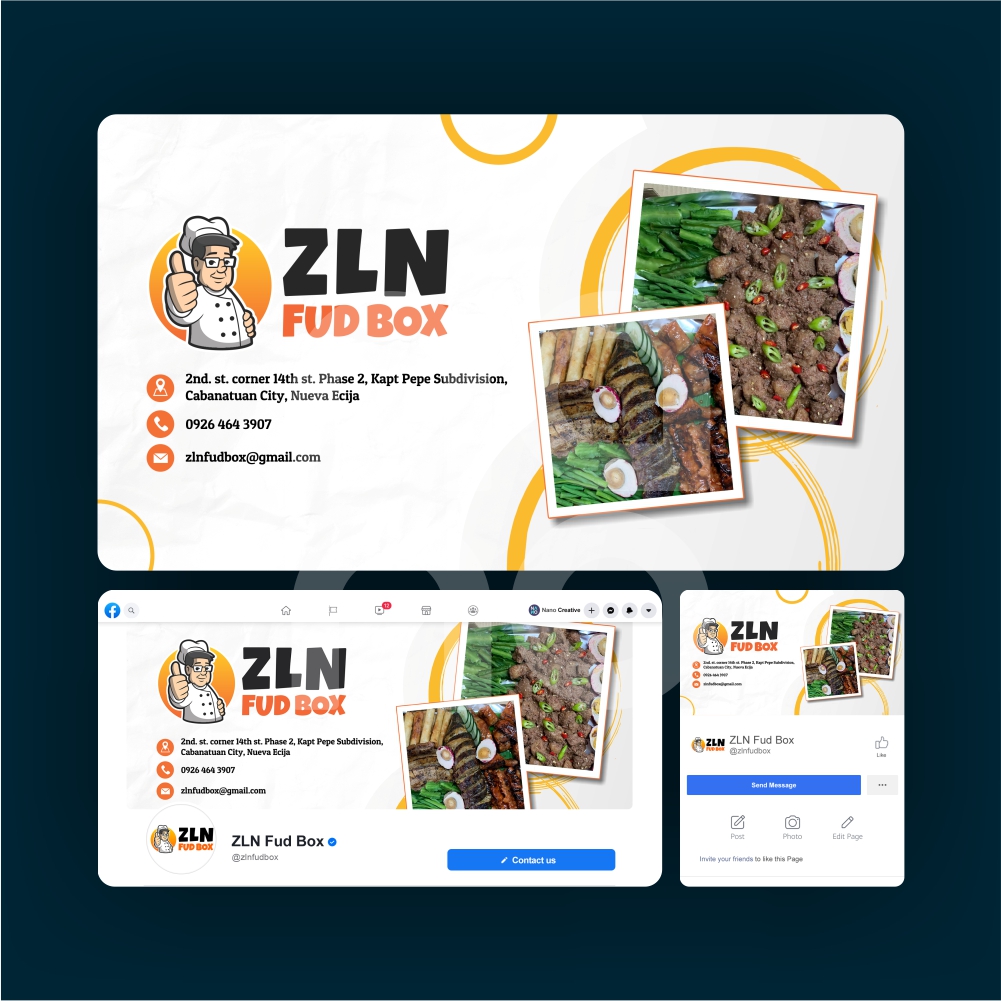 ZLN
FUD BOX
2nd. st. corner 14th st. Phase 2, Kapt Pepe Subdivision,
Cabanatuan City, Nueva Ecija
0926 464 3907
zlnfudbox@gmail.com
12
Nano Creative
ZLN
FUD BOX
2nd. st. corner 14th st. Phase 2, Kapt Pepe Subdivision,
Cabanatuan City, Nueva Ecija
0926 464 3907
zlnfudbox@gmail.com
ZLN
FUD BOX
ZLN Fud Box
@zlnfudbox
Contact us
ZLN
FUD BOX
2nd. st. corner 14th st. Phase 2, Kapt Pepe Subdivision,
Cabanatuan City, Nueva Ecija
0926 464 3907
zlnfudbox@gmail.com
ZLN
FUD BOX
ZLN Fud Box
@zlnfudbox
Like
Send Message
Post Photo Edit Page
Invite your friends to like this Page